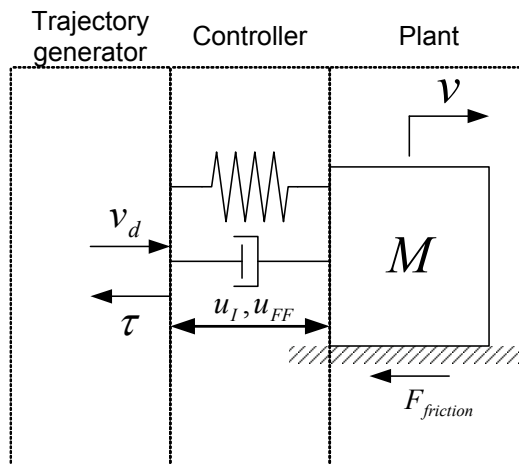 Trajectory
generator
Controller
Plant
v
v_d
M
τ
u_I, u_FF
F_friction